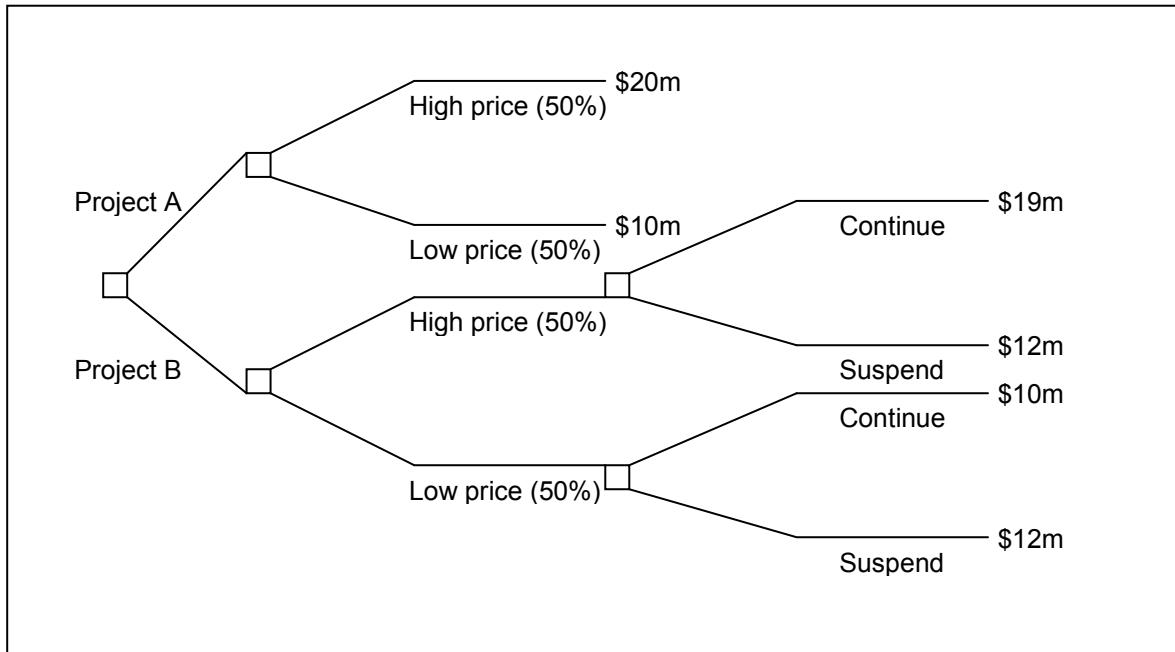 $20m
High price (50%)
Project A
$19m
$10m
Continue
Low price (50%)
High price (50%)
$12m
Project B
Suspend
$10m
Continue
Low price (50%)
$12m
Suspend